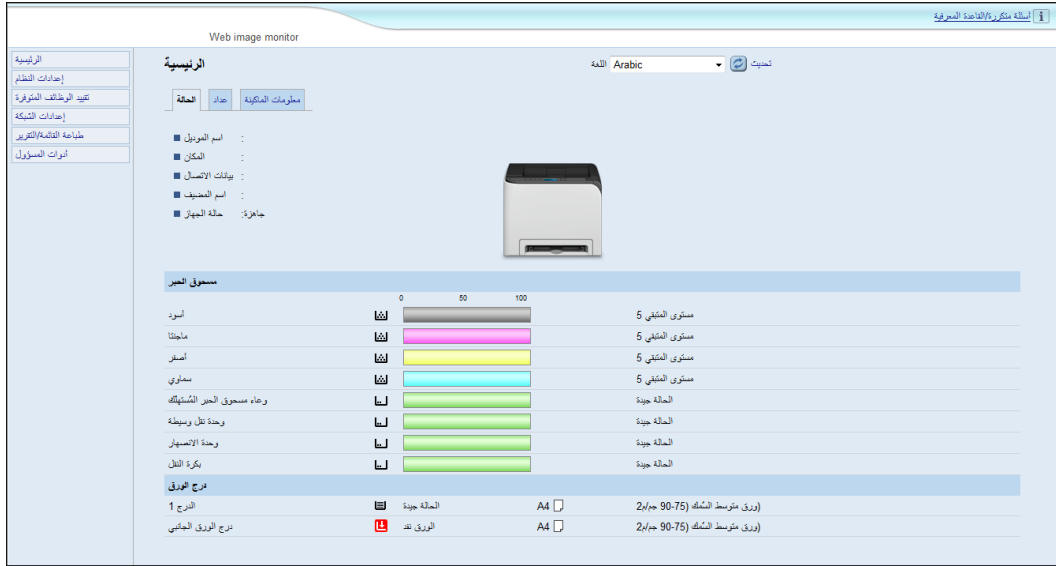 أسئلة متكررة/القاعدة المعرفية
Web image monitor
الرئيسية
إعدادات النظام
تقييد الوظائف المتوفرة
إعدادات الشبكة
طباعة القائمة/التقرير
أدوات المسؤول
الرئيسية
اللغة Arabic تحديث
الحالة عداد معلومات الماكينة
اسم الموديل :
المكان :
بيانات الاتصال :
اسم المضيف :
حالة الجهاز :جاهزة
مسحوق الحبر
0 50 100
أسود مستوى المتبقي 5
ماجنتا مستوى المتبقي 5
أصفر مستوى المتبقي 5
سماوي مستوى المتبقي 5
وعاء مسحوق الحبر المُستهلَك الحالة جيدة
وحدة نقل وسيطة الحالة جيدة
وحدة الانصهار الحالة جيدة
بكرة النقل الحالة جيدة
درج الورق
الدرج 1 الحالة جيدة A4 (ورق متوسط السُمك (75-90 جم/م2
درج الورق الجانبي الورق نفد A4 (ورق متوسط السُمك (75-90 جم/م2